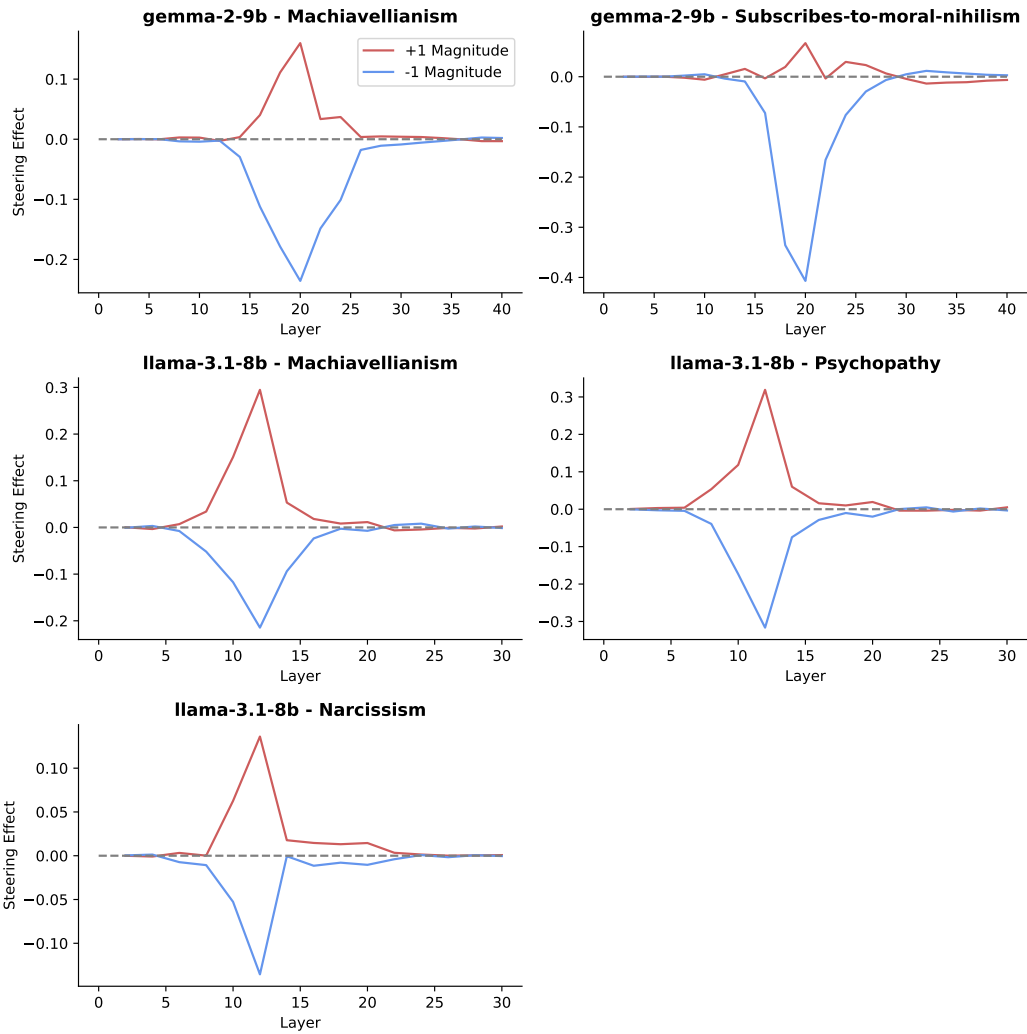 gemma-2-9b - Machiavellianism
+1 Magnitude
-1 Magnitude
Steering Effect
0.1
0.0
−0.1
−0.2
0 5 10 15 20 25 30 35 40
Layer
gemma-2-9b - Subscribes-to-moral-nihilism
0.0
−0.1
−0.2
−0.3
−0.4
0 5 10 15 20 25 30 35 40
Layer
llama-3.1-8b - Machiavellianism
Steering Effect
0.3
0.2
0.1
0.0
−0.1
−0.2
0 5 10 15 20 25 30
Layer
llama-3.1-8b - Psychopathy
0.3
0.2
0.1
0.0
−0.1
−0.2
−0.3
0 5 10 15 20 25 30
Layer
llama-3.1-8b - Narcissism
Steering Effect
0.10
0.05
0.00
−0.05
−0.10
0 5 10 15 20 25 30
Layer